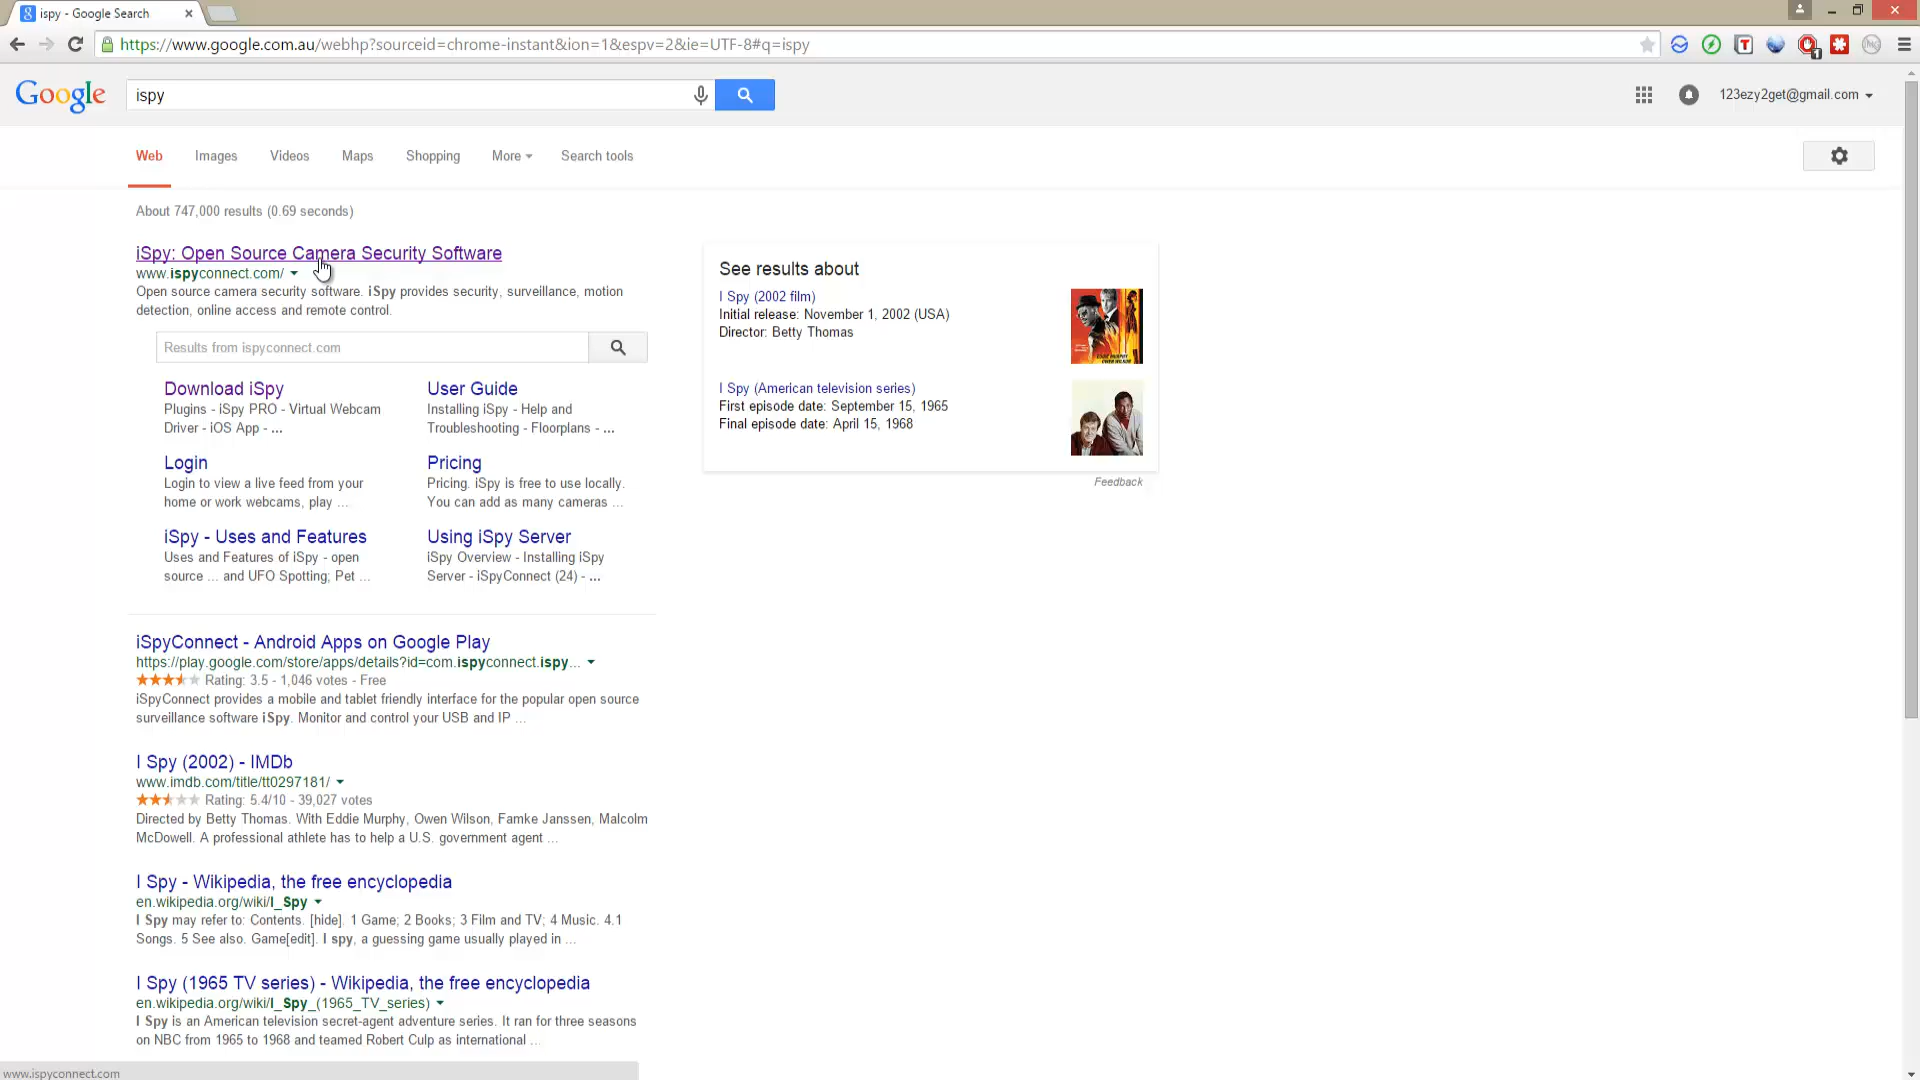 ispy - Google Search
https://www.google.com.au/webhp?sourceid=chrome-instant&ion=1&espv=2&ie=UTF-8#q=ispy
Google
ispy
123ezy2get@gmail.com
Web
Images
Videos
Maps
Shopping
More
Search tools
About 747,000 results (0.69 seconds)
iSpy: Open Source Camera Security Software
www.ispyconnect.com/
Open source camera security software. iSpy provides security, surveillance, motion
detection, online access and remote control.
Results from ispyconnect.com
Download iSpy
Plugins - iSpy PRO - Virtual Webcam
Driver - iOS App - ...
User Guide
Installing iSpy - Help and
Troubleshooting - Floorplans - ...
Login
Login to view a live feed from your
home or work webcams, play ...
Pricing
Pricing. iSpy is free to use locally.
You can add as many cameras ...
iSpy - Uses and Features
Uses and Features of iSpy - open
source ... and UFO Spotting; Pet ...
Using iSpy Server
iSpy Overview - Installing iSpy
Server - iSpyConnect (24) - ...
iSpyConnect - Android Apps on Google Play
https://play.google.com/store/apps/details?id=com.ispyconnect.ispy...
Rating: 3.5 - 1,046 votes - Free
iSpyConnect provides a mobile and tablet friendly interface for the popular open source
surveillance software iSpy. Monitor and control your USB and IP ...
I Spy (2002) - IMDb
www.imdb.com/title/tt0297181/
Rating: 5.4/10 - 39,027 votes
Directed by Betty Thomas. With Eddie Murphy, Owen Wilson, Famke Janssen, Malcolm
McDowell. A professional athlete has to help a U.S. government agent ...
I Spy - Wikipedia, the free encyclopedia
en.wikipedia.org/wiki/I_Spy
I Spy may refer to: Contents. [hide]. 1 Game; 2 Books; 3 Film and TV; 4 Music. 4.1
Songs. 5 See also. Game[edit]. I spy, a guessing game usually played in ...
I Spy (1965 TV series) - Wikipedia, the free encyclopedia
en.wikipedia.org/wiki/I_Spy_(1965_TV_series)
I Spy is an American television secret-agent adventure series. It ran for three seasons
on NBC from 1965 to 1968 and teamed Robert Culp as international ...
See results about
I Spy (2002 film)
Initial release: November 1, 2002 (USA)
Director: Betty Thomas
I Spy (American television series)
First episode date: September 15, 1965
Final episode date: April 15, 1968
Feedback
www.ispyconnect.com